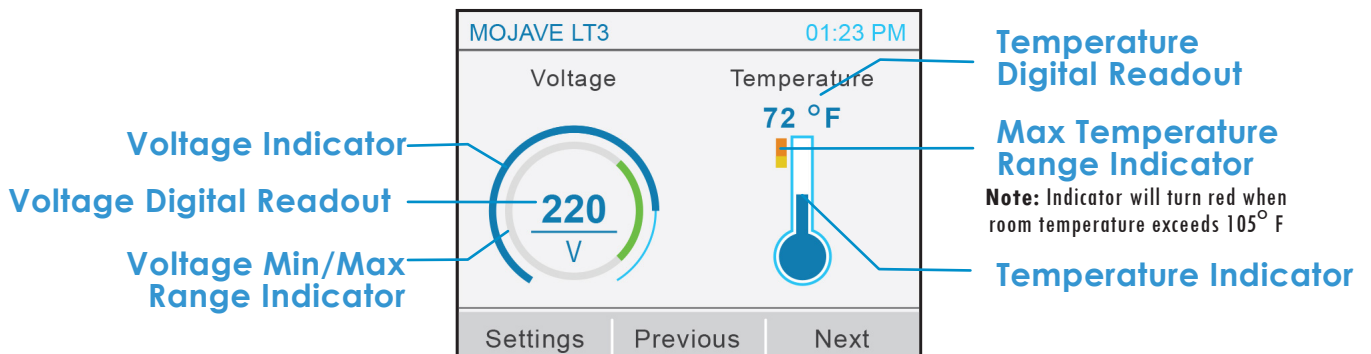 MOJAVE LT3
01:23 PM
Voltage
Temperature
72 °F
220
V
Settings
Previous
Next
Voltage Indicator
Voltage Digital Readout
Voltage Min/Max
Range Indicator
Temperature
Digital Readout
Max Temperature
Range Indicator
Note: Indicator will turn red when
room temperature exceeds 105° F
Temperature Indicator